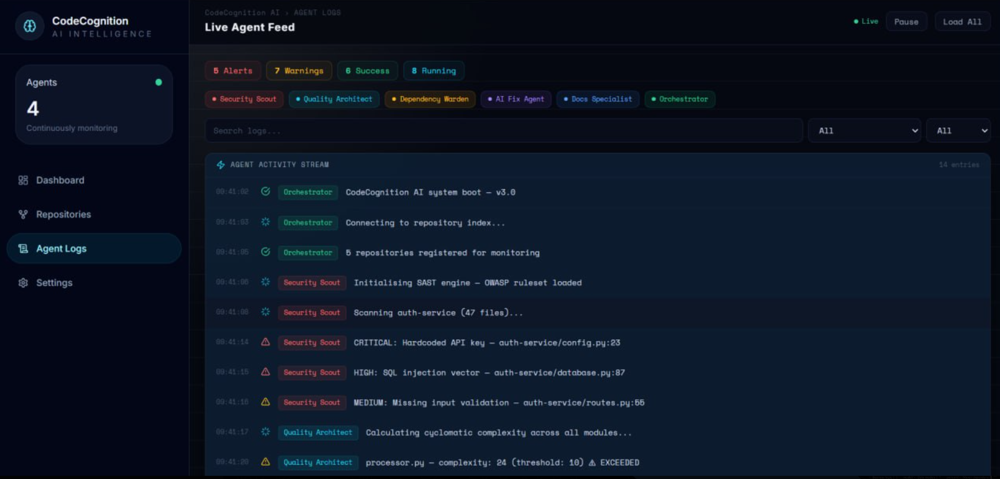 CodeCognition
AI INTELLIGENCE
Agents
4
Continuously monitoring
Dashboard
Repositories
Agent Logs
Settings
CodeCognition AI › AGENT LOGS
Live Agent Feed
Live
Pause
Load All
5 Alerts
7 Warnings
6 Success
8 Running
Security Scout
Quality Architect
Dependency Warden
AI Fix Agent
Docs Specialist
Orchestrator
Search logs...
All
All
AGENT ACTIVITY STREAM
14 entries
09:41:02 Orchestrator CodeCognition AI system boot — v3.0
09:41:03 Orchestrator Connecting to repository index...
09:41:05 Orchestrator 5 repositories registered for monitoring
09:41:06 Security Scout Initialising SAST engine — OWASP ruleset loaded
09:41:08 Security Scout Scanning auth-service (47 files)...
09:41:14 Security Scout CRITICAL: Hardcoded API key — auth-service/config.py:23
09:41:15 Security Scout HIGH: SQL injection vector — auth-service/database.py:87
09:41:16 Security Scout MEDIUM: Missing input validation — auth-service/routes.py:55
09:41:17 Quality Architect Calculating cyclomatic complexity across all modules...
09:41:20 Quality Architect processor.py — complexity: 24 (threshold: 10) ⚠ EXCEEDED